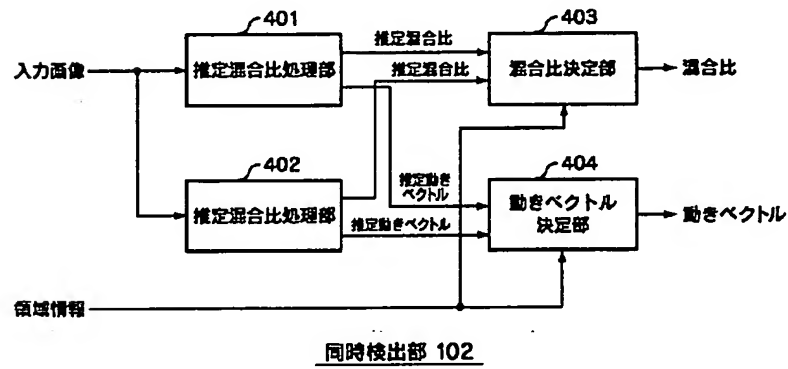 401
403
推定混合比
入力画像
推定混合比処理部
推定混合比
混合比決定部
混合比
402
404
推定混合比処理部
推定動き
ベクトル
推定動きベクトル
動きベクトル
決定部
動きベクトル
領域情報
同時検出部 102